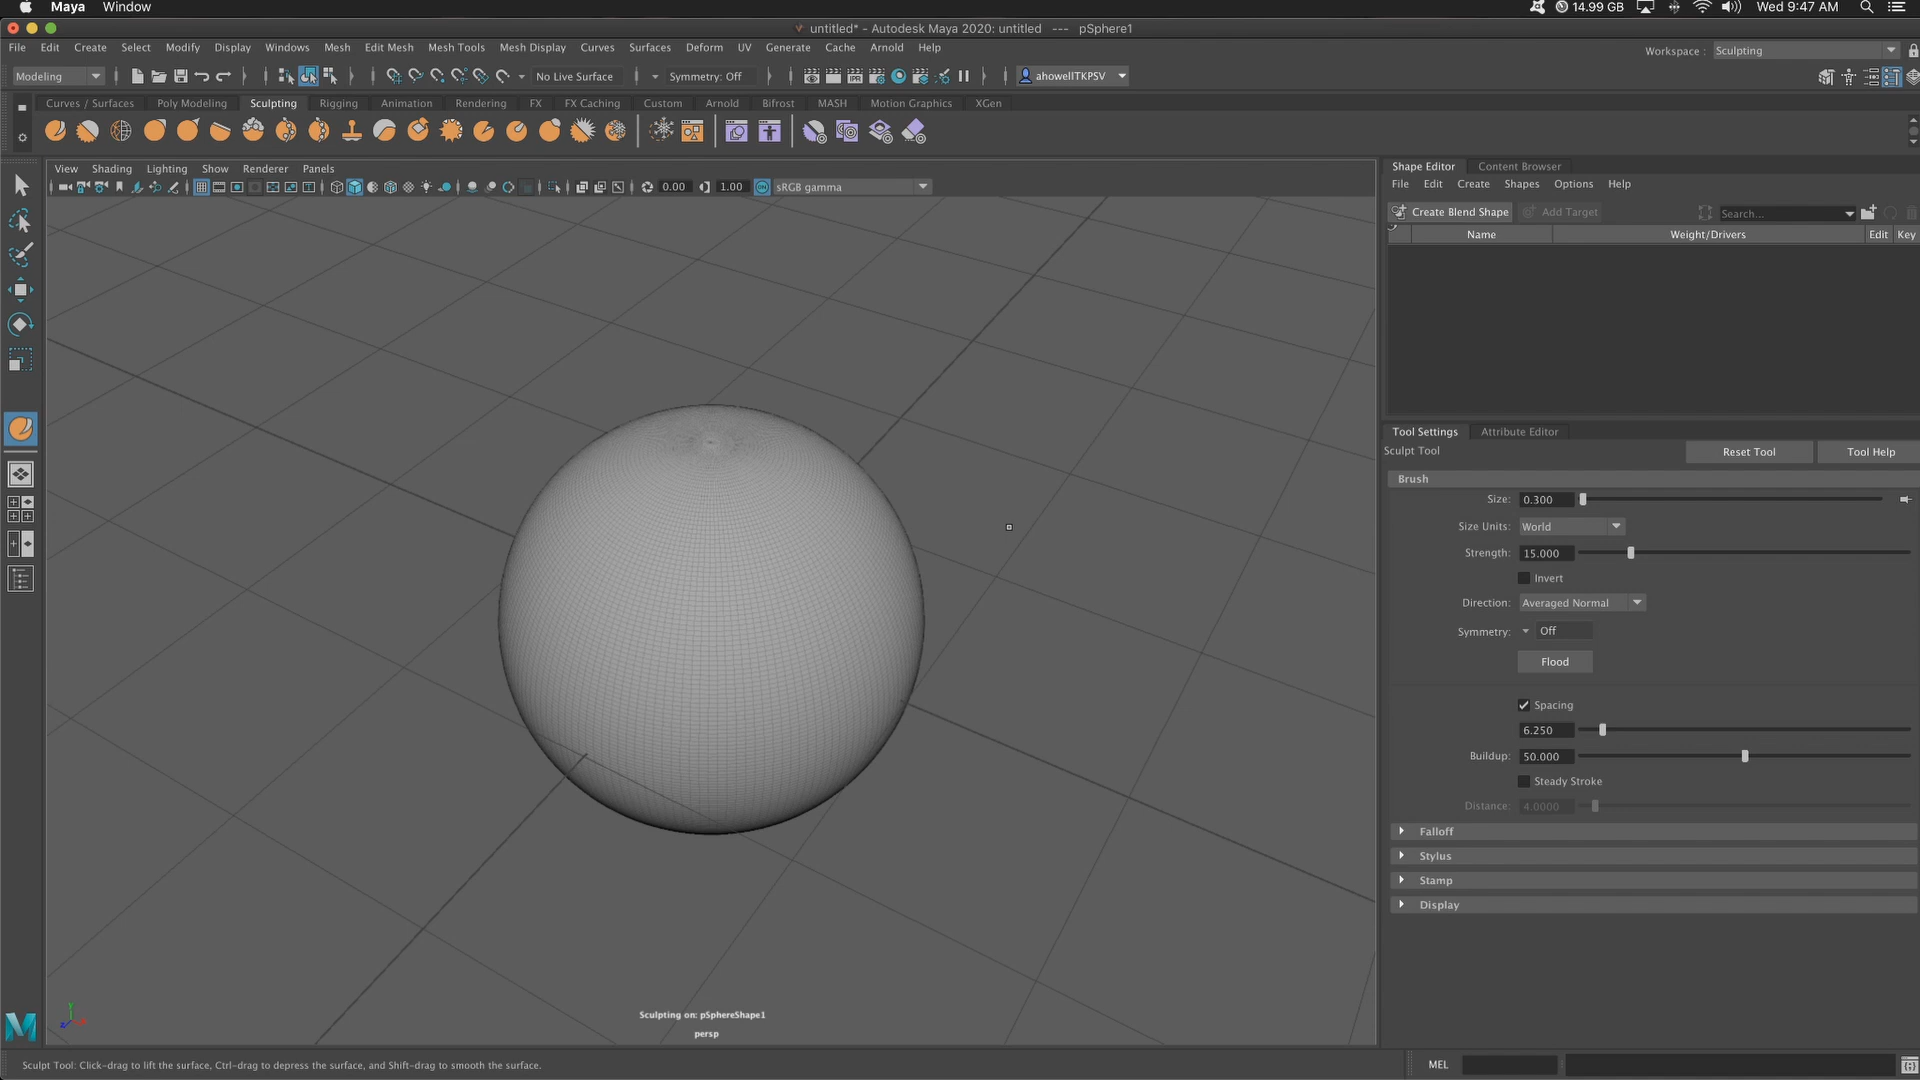 Maya Window 14.99 GB Wed 9:47 AM
untitled* - Autodesk Maya 2020: untitled --- pSphere1
File Edit Create Select Modify Display Windows Mesh Edit Mesh Mesh Tools Mesh Display Curves Surfaces Deform UV Generate Cache Arnold Help Workspace : Sculpting
Modeling No Live Surface Symmetry: Off ahowellTKPSV
Curves / Surfaces Poly Modeling Sculpting Rigging Animation Rendering FX FX Caching Custom Arnold Bifrost MASH Motion Graphics XGen
View Shading Lighting Show Renderer Panels
0.00 1.00 ON sRGB gamma
Shape Editor Content Browser
File Edit Create Shapes Options Help
Create Blend Shape Add Target Search...
Name Weight/Drivers Edit Key
Tool Settings Attribute Editor
Sculpt Tool Reset Tool Tool Help
Brush
Size: 0.300
Size Units: World
Strength: 15.000
Invert
Direction: Averaged Normal
Symmetry: Off
Flood
Spacing
6.250
Buildup: 50.000
Steady Stroke
Distance: 4.0000
Falloff
Stylus
Stamp
Display
Sculpting on: pSphereShape1
persp
Sculpt Tool: Click-drag to lift the surface, Ctrl-drag to depress the surface, and Shift-drag to smooth the surface. MEL